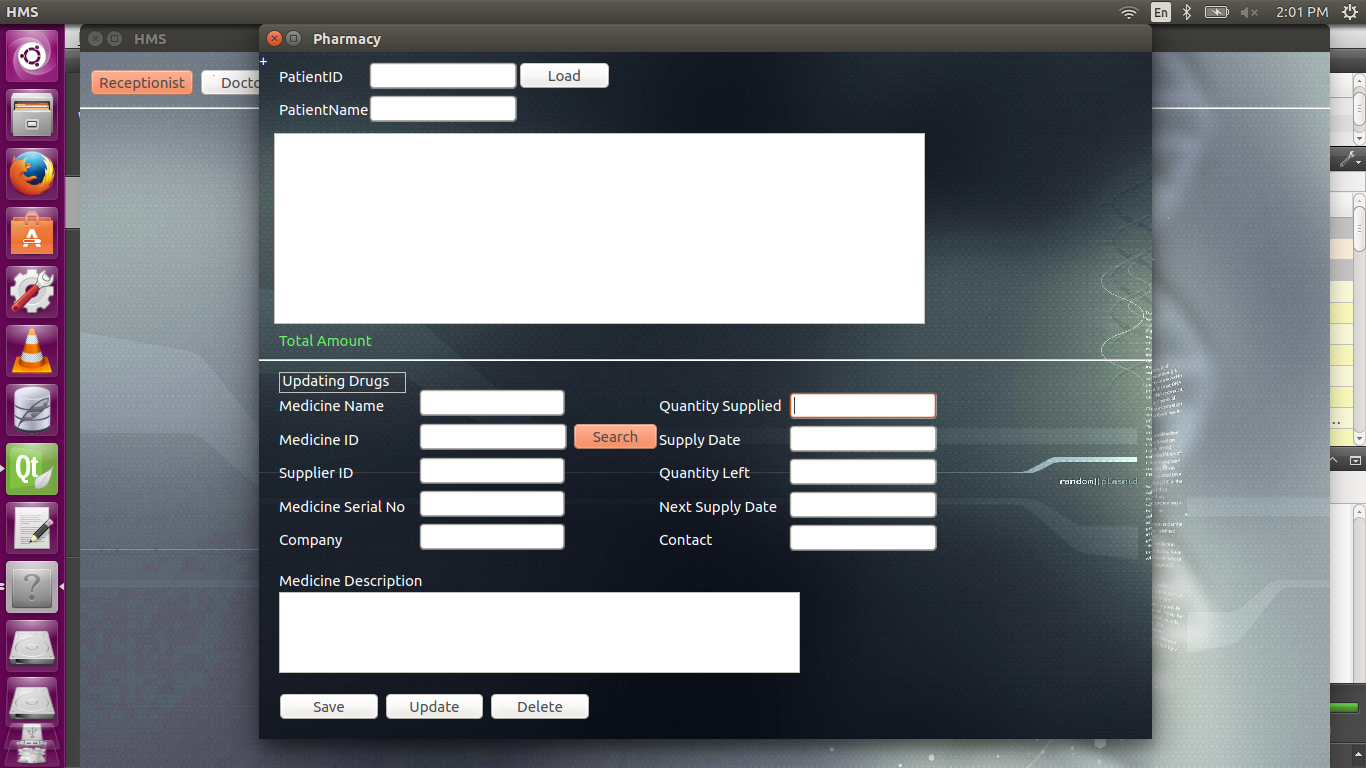 HMS
En
2:01 PM
HMS
Pharmacy
Receptionist
Docto
+
PatientID
Load
PatientName
Total Amount
Updating Drugs
Medicine Name
Quantity Supplied
Medicine ID
Search
Supply Date
Supplier ID
Quantity Left
random||plasmid
Medicine Serial No
Next Supply Date
Company
Contact
Medicine Description
Save
Update
Delete
Qt